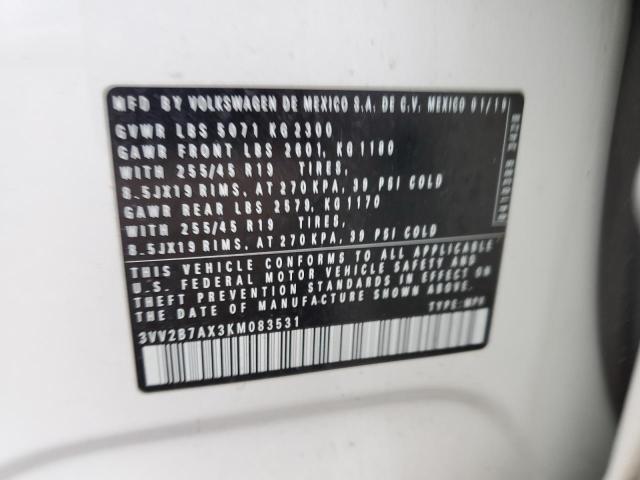 MFD BY VOLKSWAGEN DE MEXICO S.A. DE C.V. MEXICO 01/19
GVWR LBS 5071 KG 2300
GAWR FRONT LBS 2601, KG 1180
WITH 255/45 R19 TIRES,
8.5JX19 RIMS, AT 270 KPA, 39 PSI COLD
GAWR REAR LBS 2579, KG 1170
WITH 255/45 R19 TIRES,
8.5JX19 RIMS, AT 270 KPA, 39 PSI COLD
THIS VEHICLE CONFORMS TO ALL APPLICABLE
U.S. FEDERAL MOTOR VEHICLE SAFETY AND
THEFT PREVENTION STANDARDS IN EFFECT ON
THE DATE OF MANUFACTURE SHOWN ABOVE.
3VV2B7AX3KM083531 TYPE: MPV